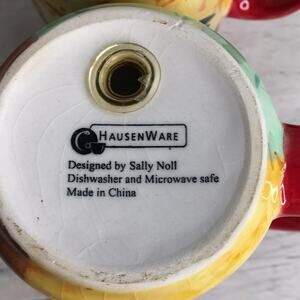 HAUSENWARE
Designed by Sally Noll
Dishwasher and Microwave safe
Made in China